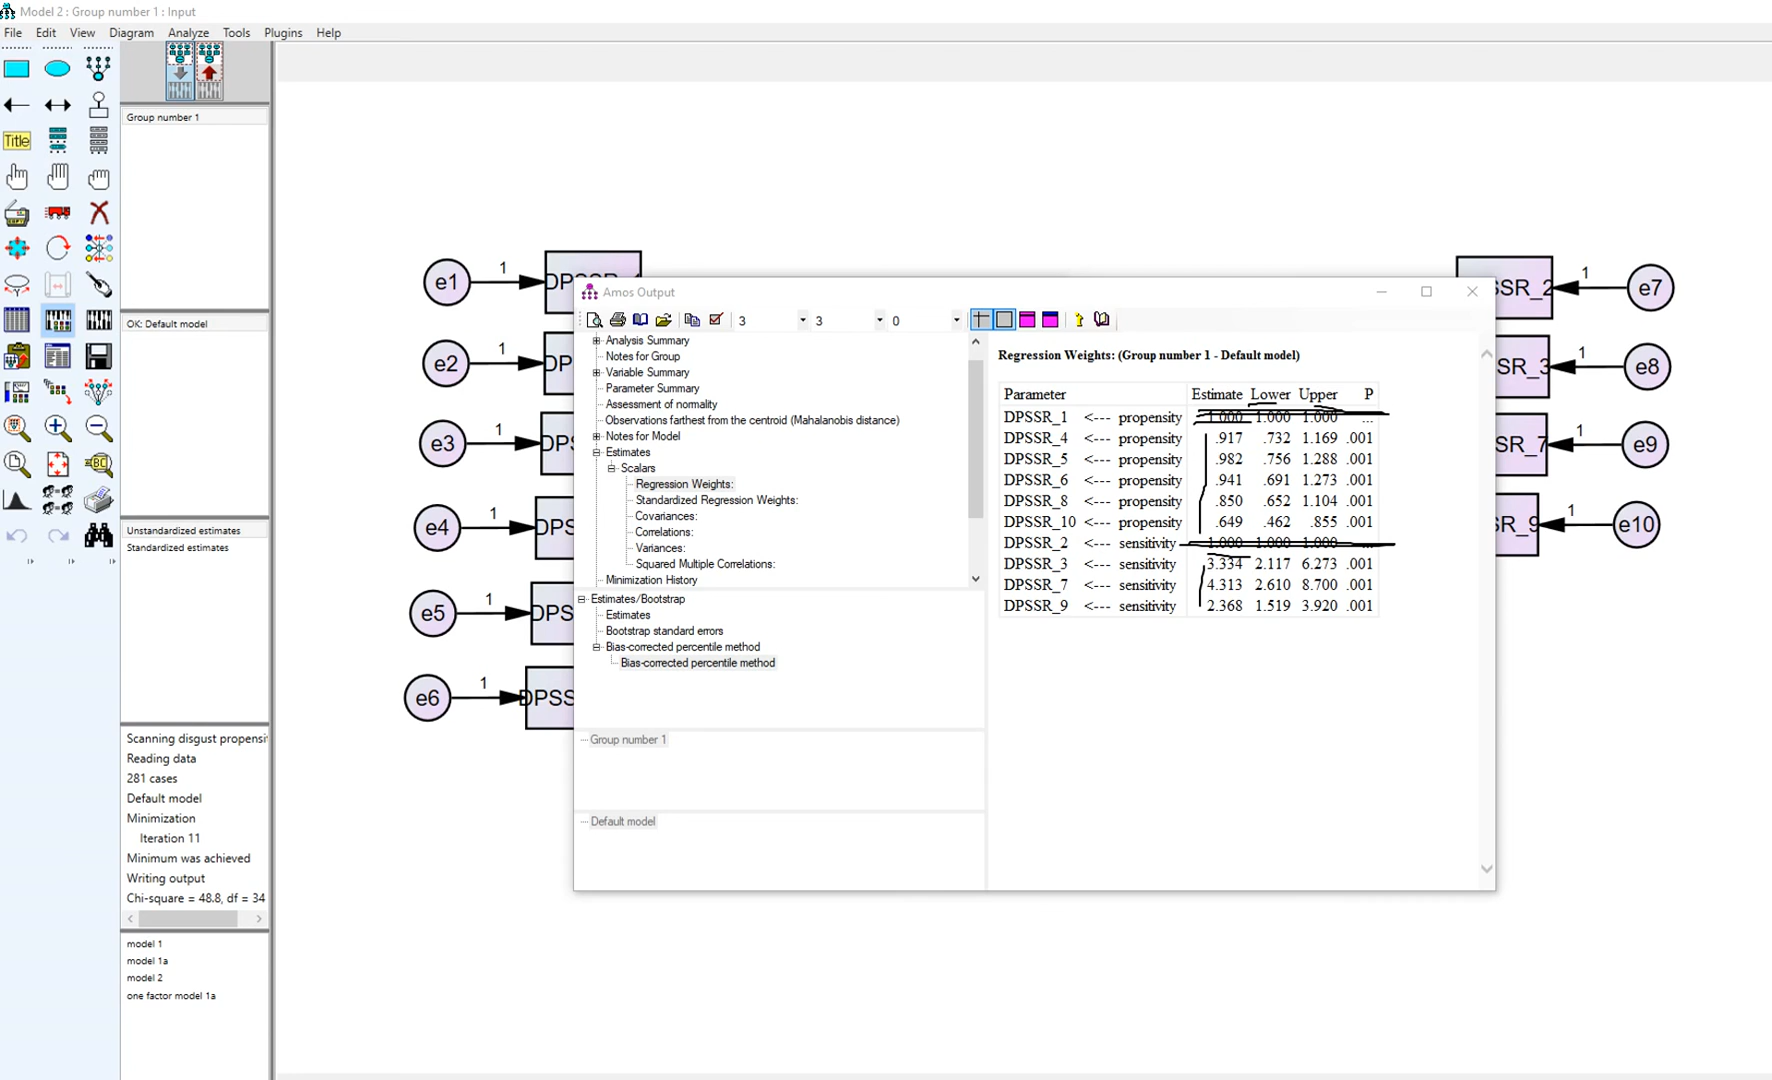 Model 2 : Group number 1 : Input
File Edit View Diagram Analyze Tools Plugins Help
Title
Group number 1
OK: Default model
Unstandardized estimates
Standardized estimates
Scanning disgust propensi
Reading data
281 cases
Default model
Minimization
Iteration 11
Minimum was achieved
Writing output
Chi-square = 48.8, df = 34
model 1
model 1a
model 2
one factor model 1a
e1 1
e2 1 DP
e3 1 DP
e4 1 DPS
e5 1 DPS
e6 1 DPSS
Amos Output
3 3 0
Analysis Summary
Notes for Group
Variable Summary
Parameter Summary
Assessment of normality
Observations farthest from the centroid (Mahalanobis distance)
Notes for Model
Estimates
Scalars
Regression Weights:
Standardized Regression Weights:
Covariances:
Correlations:
Variances:
Squared Multiple Correlations:
Minimization History
Estimates/Bootstrap
Estimates
Bootstrap standard errors
Bias-corrected percentile method
Bias-corrected percentile method
Group number 1
Default model
Regression Weights: (Group number 1 - Default model)
Parameter Estimate Lower Upper P
DPSSR_1 <--- propensity 1.000 1.000 1.000 ...
DPSSR_4 <--- propensity .917 .732 1.169 .001
DPSSR_5 <--- propensity .982 .756 1.288 .001
DPSSR_6 <--- propensity .941 .691 1.273 .001
DPSSR_8 <--- propensity .850 .652 1.104 .001
DPSSR_10 <--- propensity .649 .462 .855 .001
DPSSR_2 <--- sensitivity 1.000 1.000 1.000 ...
DPSSR_3 <--- sensitivity 3.334 2.117 6.273 .001
DPSSR_7 <--- sensitivity 4.313 2.610 8.700 .001
DPSSR_9 <--- sensitivity 2.368 1.519 3.920 .001
SSR_2 1 e7
SR_3 1 e8
SR_7 1 e9
SR_9 1 e10